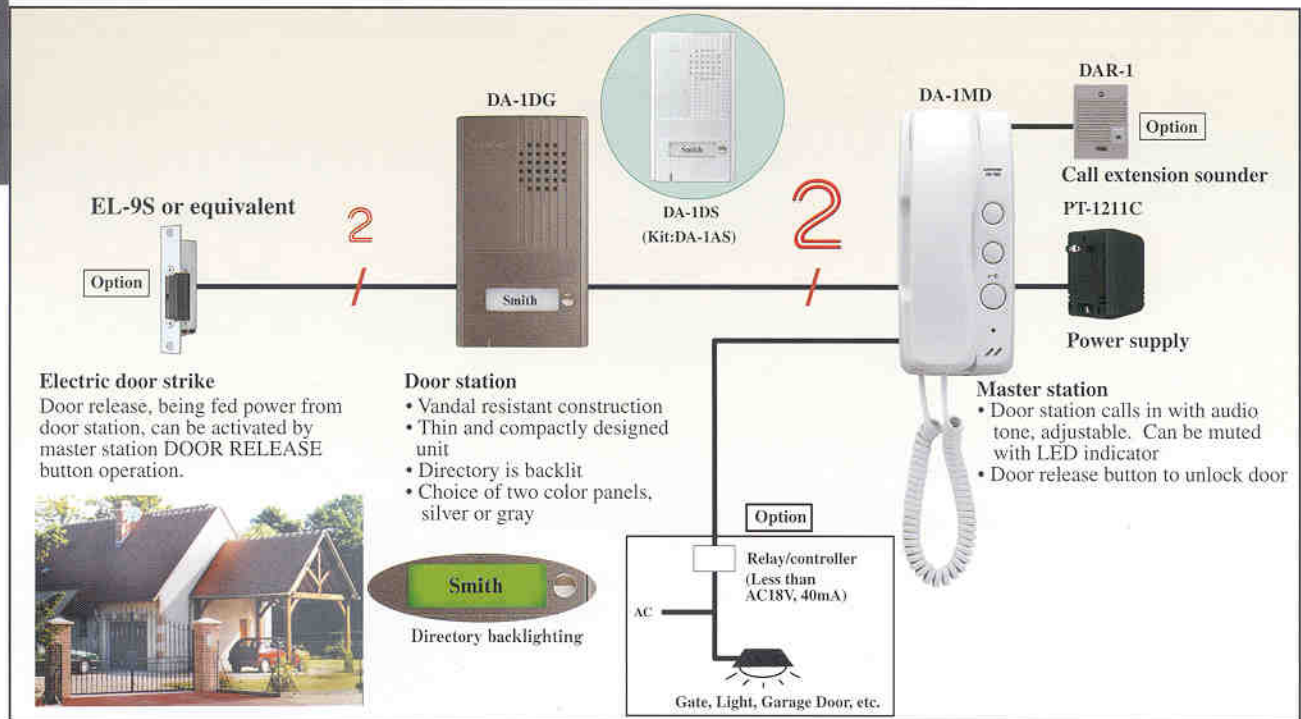 DAR-1
DA-1DG
DA-1MD
Option
Smith
Call extension sounder
EL-9S or equivalent
2
DA-1DS
(Kit:DA-1AS)
2
PT-1211C
Option
Smith
Power supply
Electric door strike
Door release, being fed power from
door station, can be activated by
master station DOOR RELEASE
button operation.
Door station
• Vandal resistant construction
• Thin and compactly designed
unit
• Directory is backlit
• Choice of two color panels,
silver or gray
Master station
• Door station calls in with audio
tone, adjustable. Can be muted
with LED indicator
• Door release button to unlock door
Smith
Directory backlighting
Option
Relay/controller
(Less than
AC18V, 40mA)
AC
Gate, Light, Garage Door, etc.